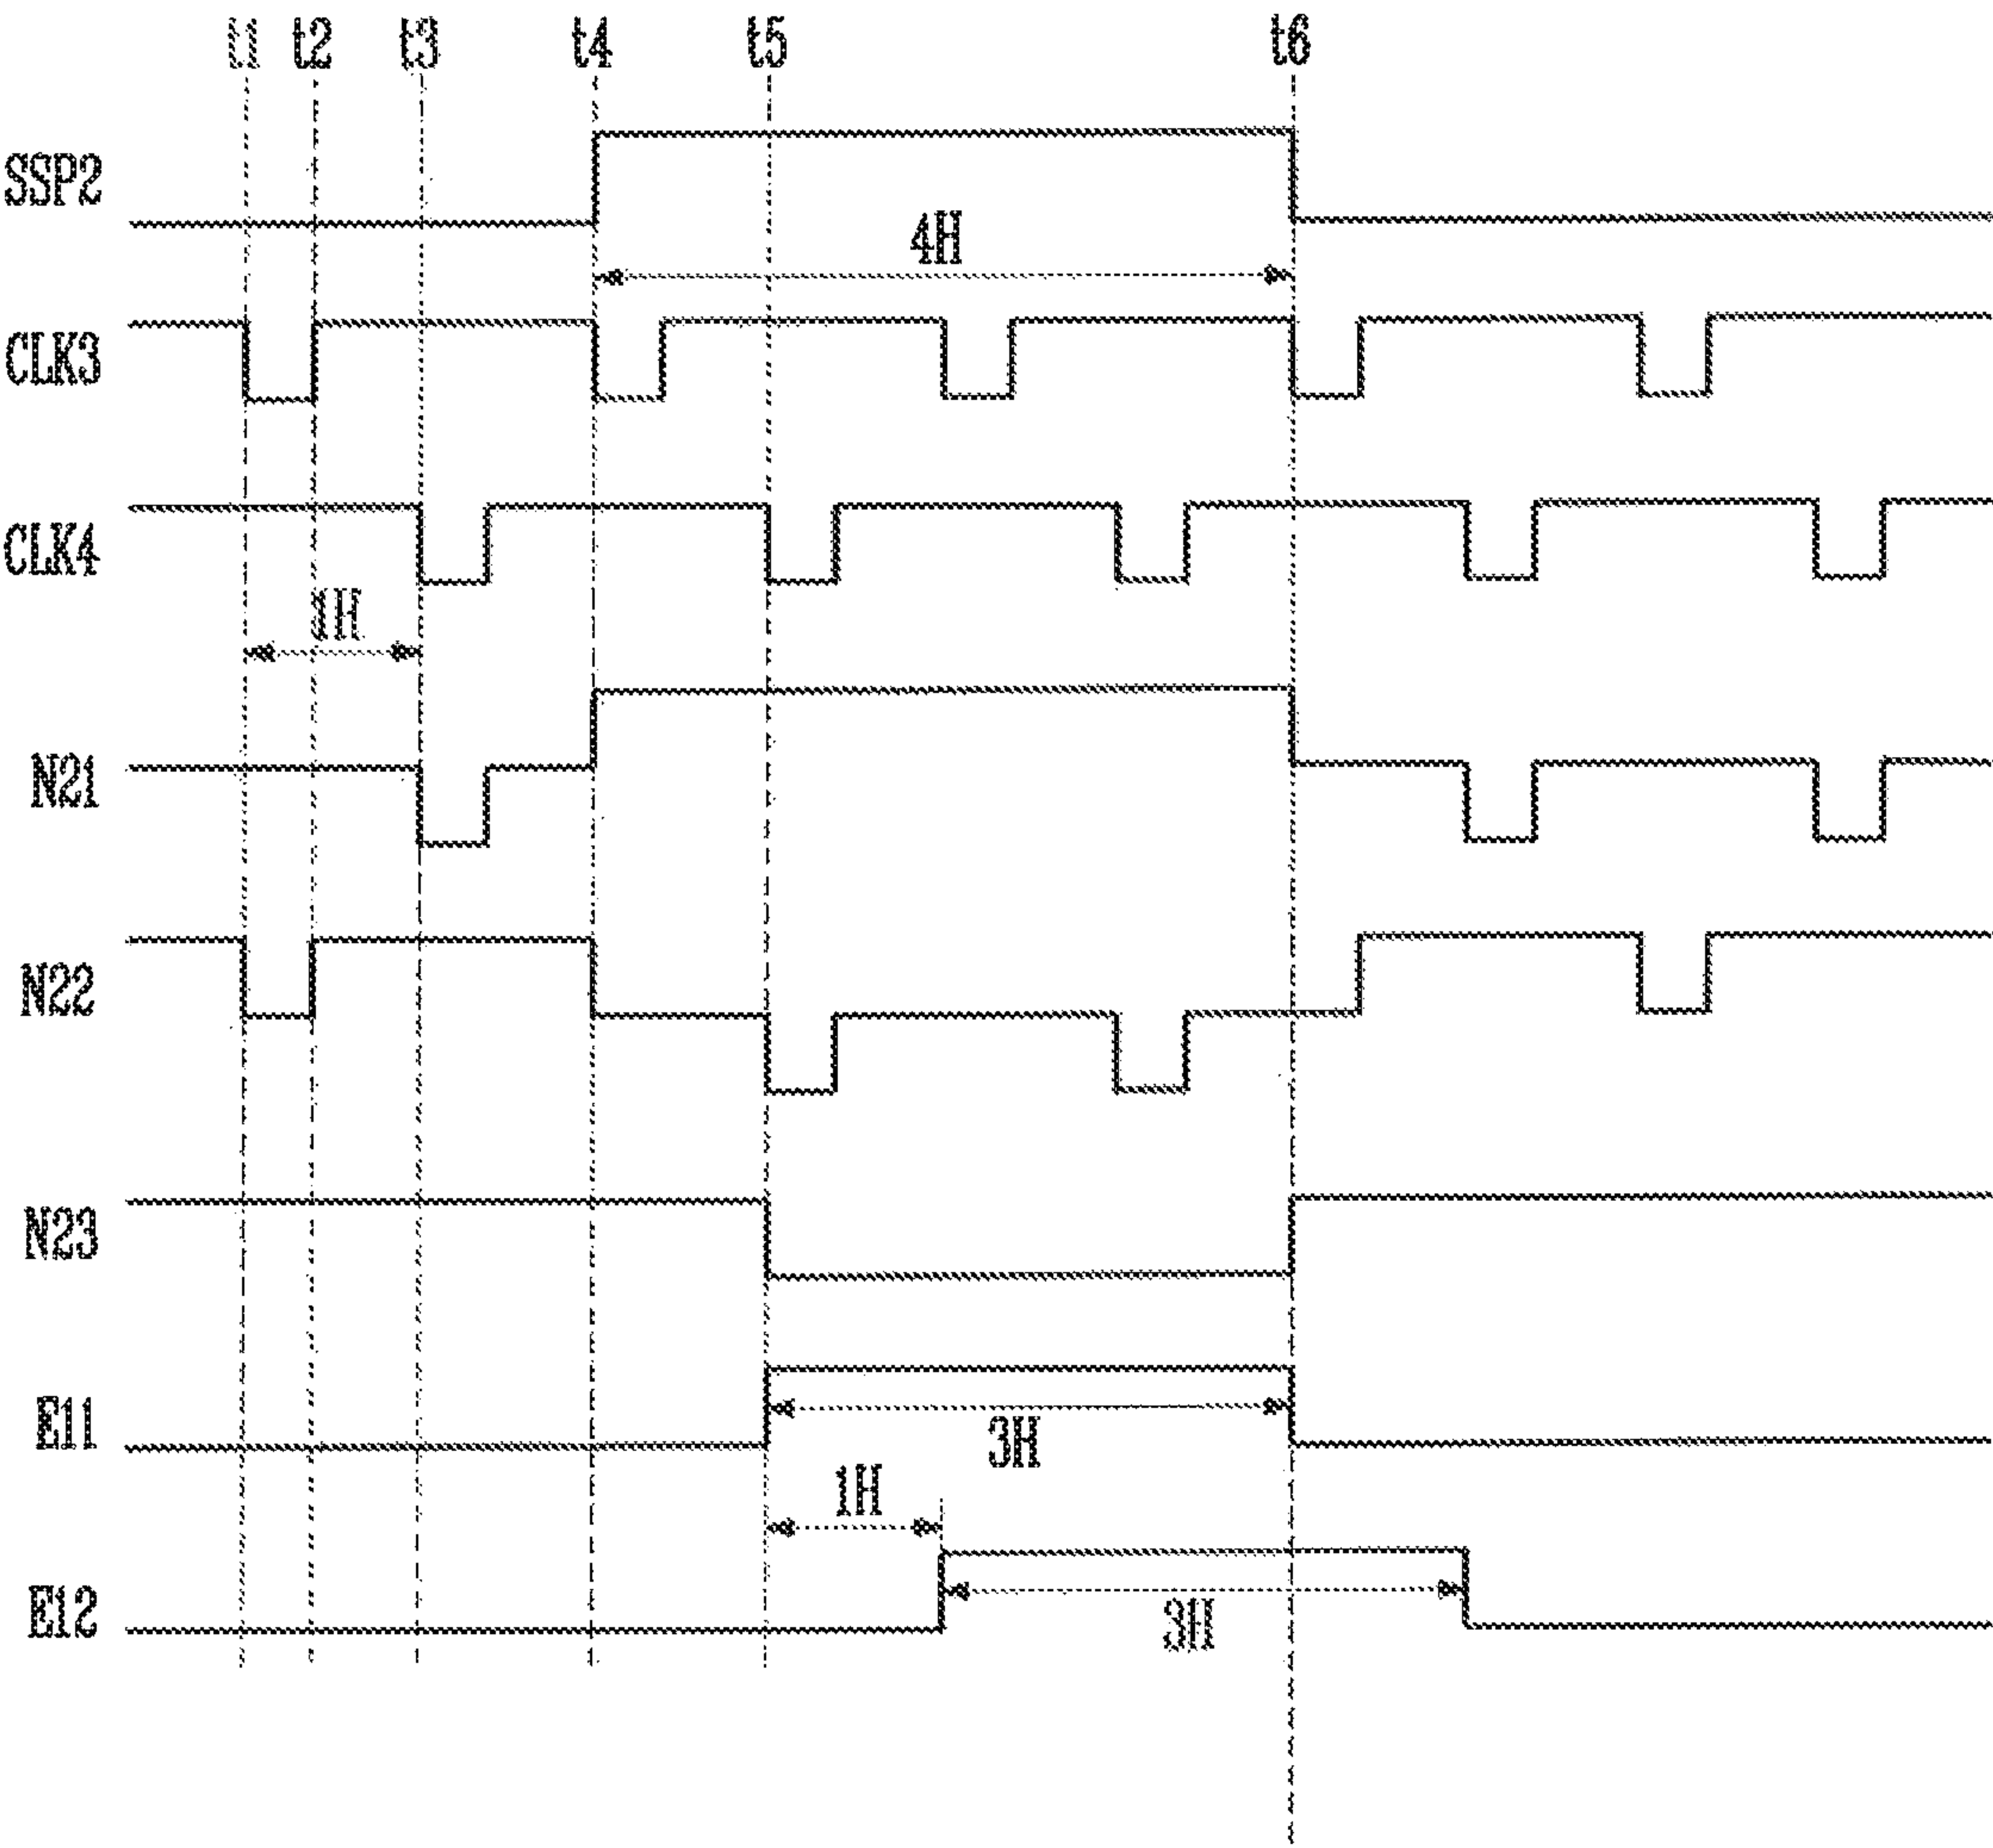 t1 t2 t3 t4 t5 t6
SSP2
4H
CLK3
CLK4
1H
N21
N22
N23
E11
3H
1H
E12
3H